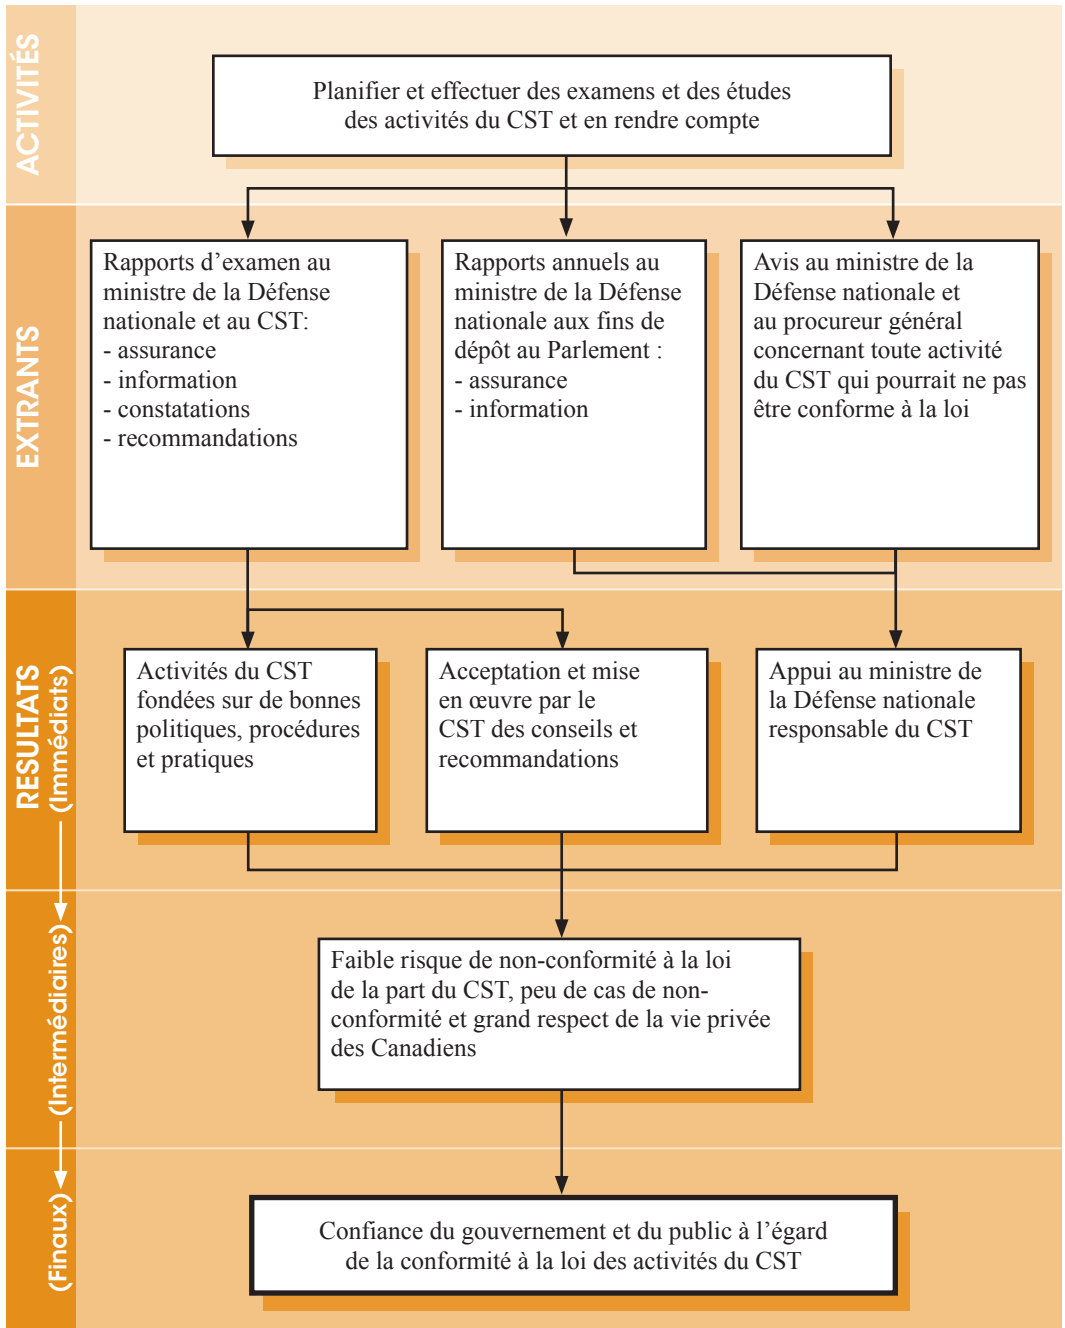 ACTIVITÉS
Planifier et effectuer des examens et des études
des activités du CST et en rendre compte
EXTRANTS
Rapports d’examen au
ministre de la Défense
nationale et au CST:
- assurance
- information
- constatations
- recommandations
Rapports annuels au
ministre de la Défense
nationale aux fins de
dépôt au Parlement :
- assurance
- information
Avis au ministre de la
Défense nationale et
au procureur général
concernant toute activité
du CST qui pourrait ne pas
être conforme à la loi
RESULTATS
(Immédiats)
Activités du CST
fondées sur de bonnes
politiques, procédures
et pratiques
Acceptation et mise
en œuvre par le
CST des conseils et
recommandations
Appui au ministre de
la Défense nationale
responsable du CST
(Intermédiaires)
Faible risque de non-conformité à la loi
de la part du CST, peu de cas de non-
conformité et grand respect de la vie privée
des Canadiens
(Finaux)
Confiance du gouvernement et du public à l’égard
de la conformité à la loi des activités du CST